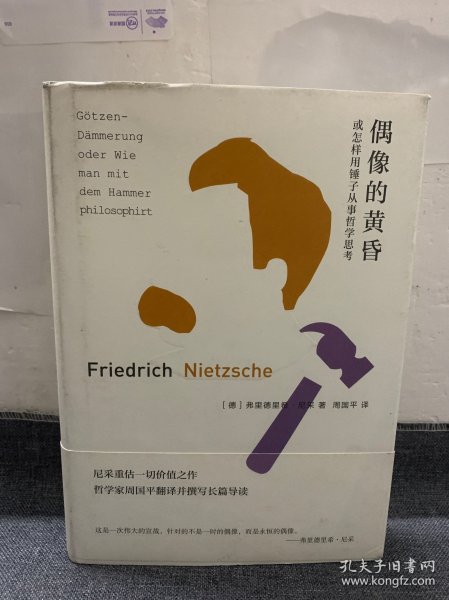 Götzen-
Dämmerung
oder Wie
man mit
dem Hammer
philosophirt
偶像的黄昏
或怎样用锤子从事哲学思考
Friedrich Nietzsche
[德] 弗里德里希·尼采 著 周国平 译
尼采重估一切价值之作
哲学家周国平翻译并撰写长篇导读
这是一次伟大的宣战,针对的不是一时的偶像,而是永恒的偶像。
——弗里德里希·尼采
孔夫子旧书网
www.kongfz.com